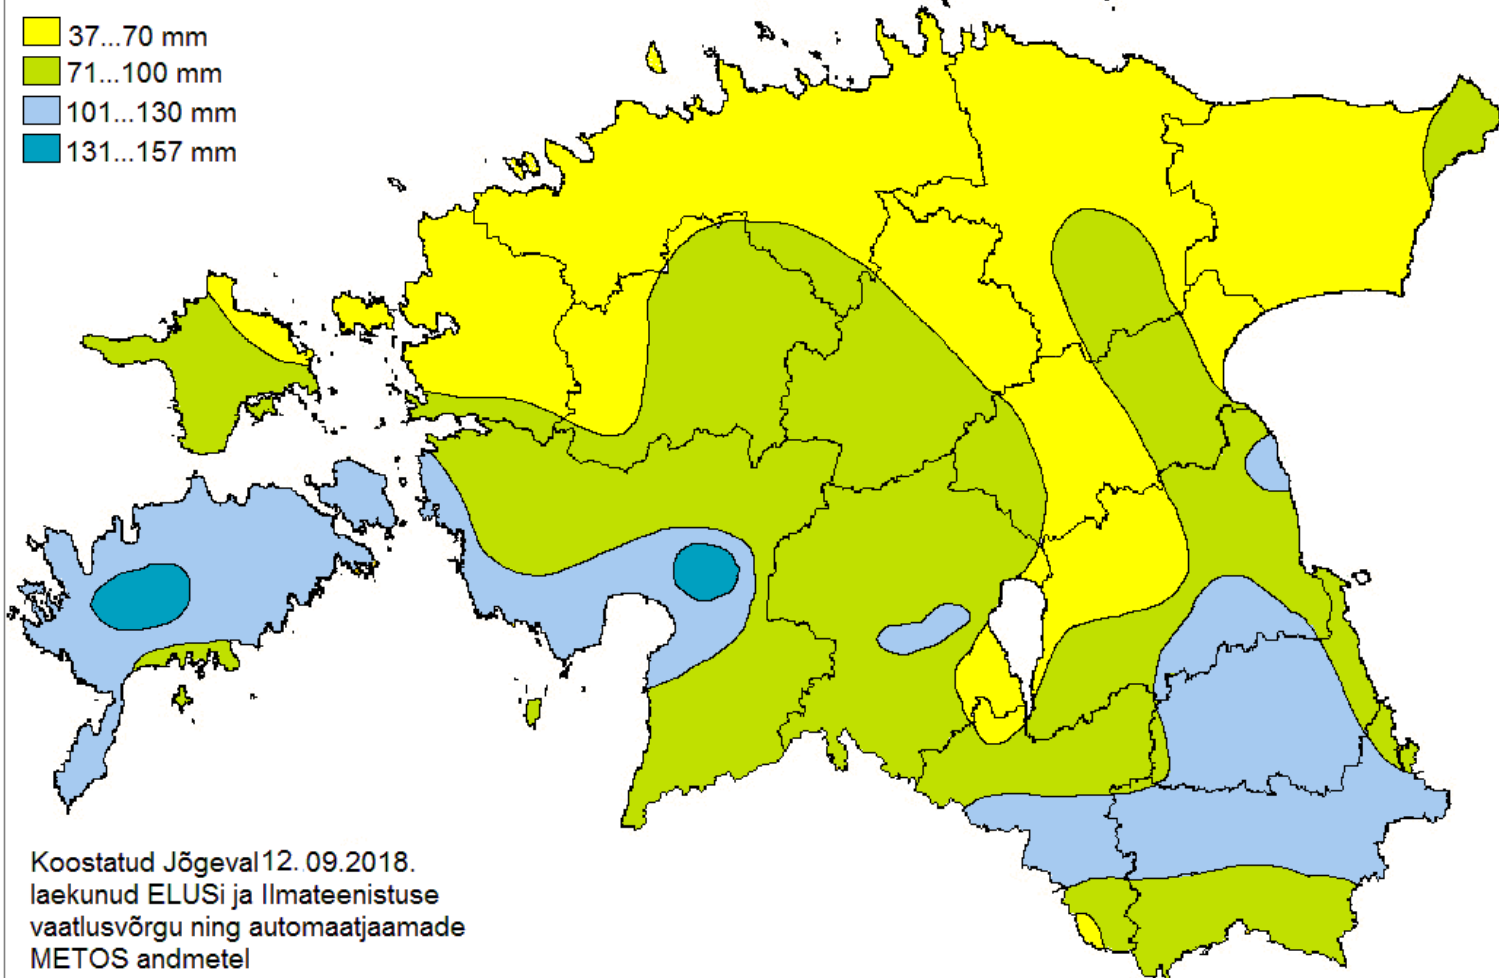 37...70 mm
71...100 mm
101...130 mm
131...157 mm
Koostatud Jõgeval 12. 09.2018.
laekunud ELUSi ja Ilmateenistuse
vaatlusvõrgu ning automaatjaamade
METOS andmetel